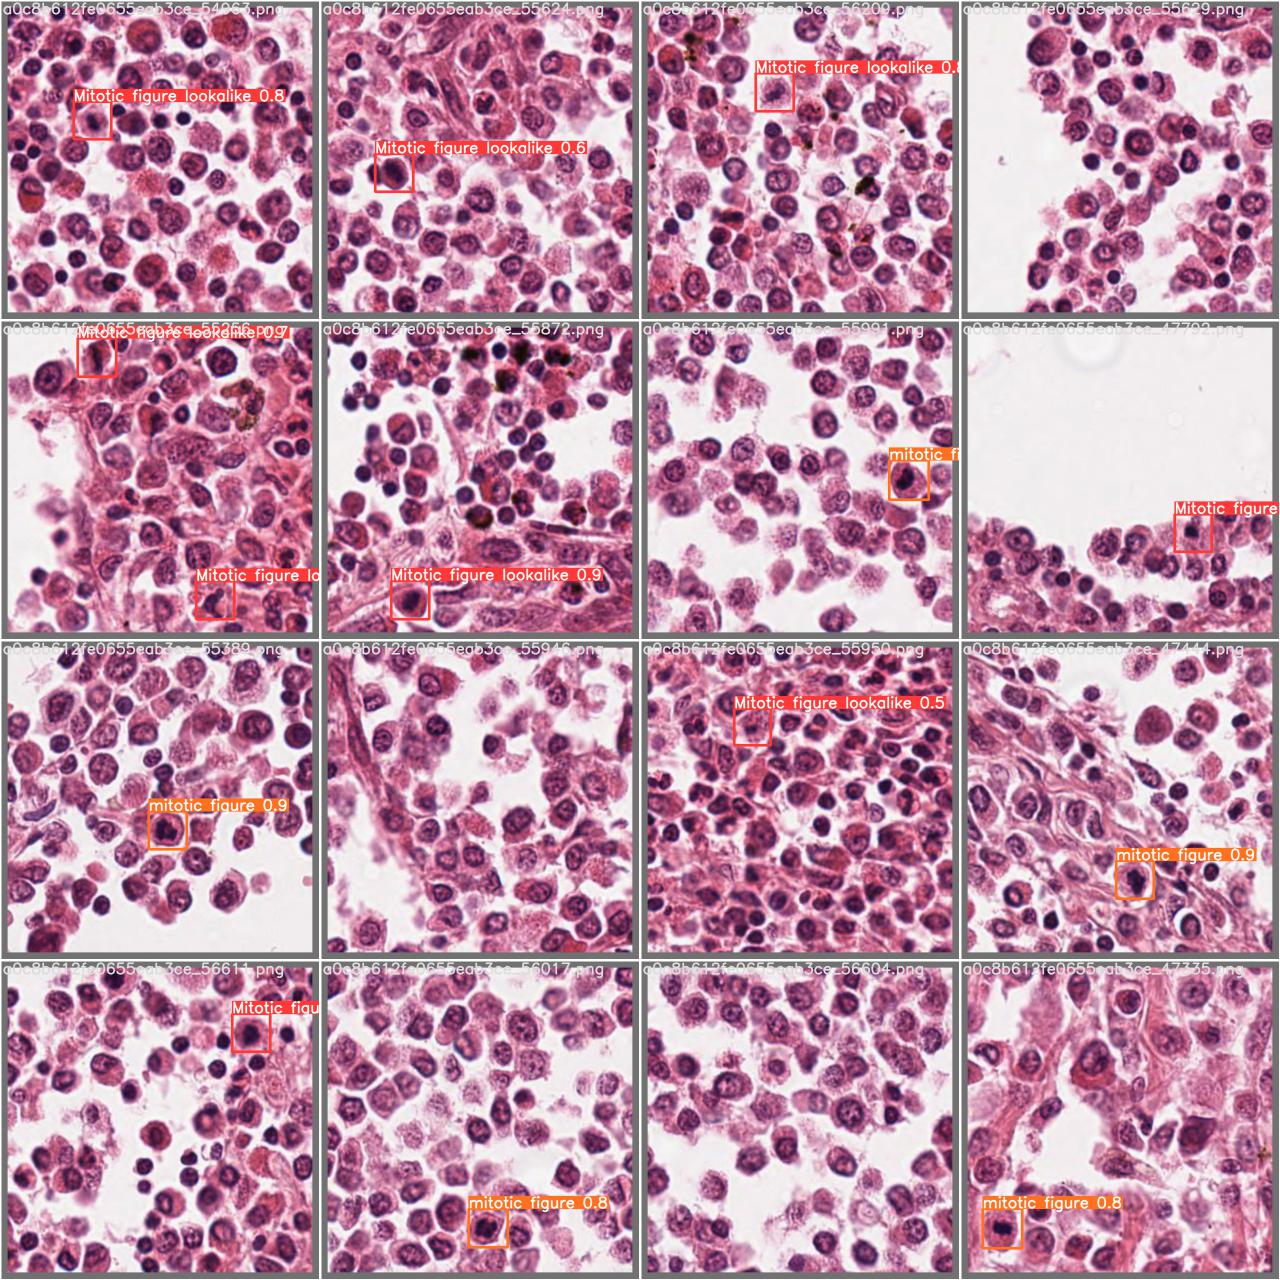 a0c8b612fe0655eab3ce_54063.png
a0c8b612fe0655eab3ce_55624.png
a0c8b612fe0655eab3ce_56209.png
a0c8b612fe0655eab3ce_55629.png
Mitotic figure lookalike 0.8
Mitotic figure lookalike 0.6
Mitotic figure lookalike 0.
a0c8b612fe0655eab3ce_55256.png
a0c8b612fe0655eab3ce_55872.png
a0c8b612fe0655eab3ce_55991.png
a0c8b612fe0655eab3ce_47792.png
Mitotic figure lookalike 0.7
Mitotic figure lo
Mitotic figure lookalike 0.9
mitotic fi
Mitotic figure
a0c8b612fe0655eab3ce_55389.png
a0c8b612fe0655eab3ce_55946.png
a0c8b612fe0655eab3ce_55950.png
a0c8b612fe0655eab3ce_47444.png
mitotic figure 0.9
Mitotic figure lookalike 0.5
mitotic figure 0.9
a0c8b612fe0655eab3ce_56611.png
a0c8b612fe0655eab3ce_56017.png
a0c8b612fe0655eab3ce_56604.png
a0c8b612fe0655eab3ce_47735.png
Mitotic figu
mitotic figure 0.8
mitotic figure 0.8